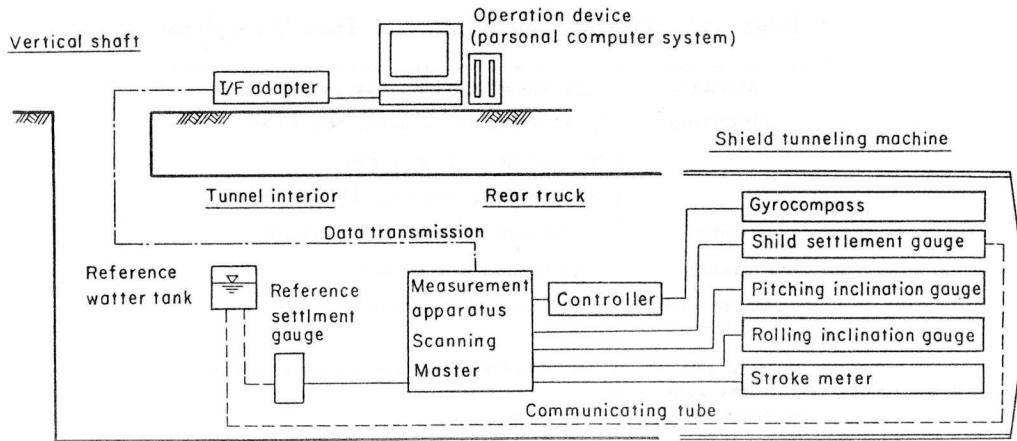 Operation device
(parsonal computer system)
Vertical shaft
I/F adapter
Shield tunneling machine
Tunnel interior
Rear truck
Gyrocompass
Data transmission
Shild settlement gauge
Reference
watter tank
Reference
settlment
gauge
Measurement
apparatus
Scanning
Master
Controller
Pitching inclination gauge
Rolling inclination gauge
Stroke meter
Communicating tube